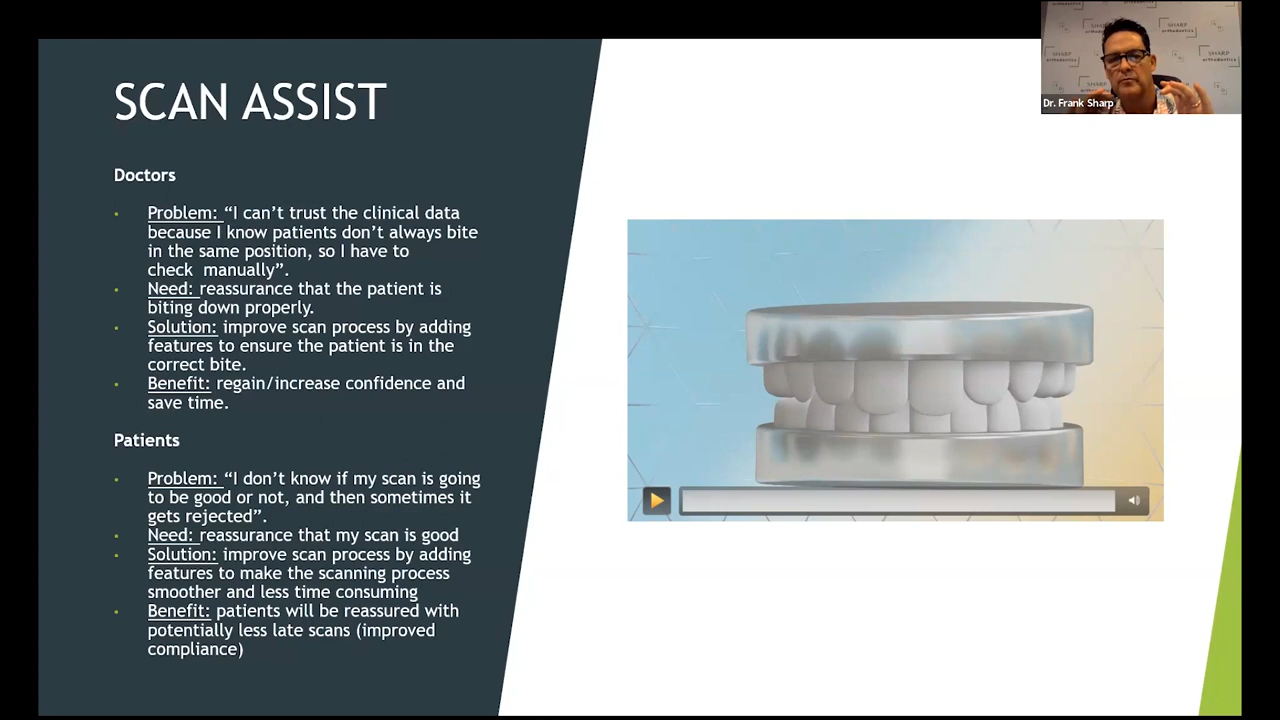 SCAN ASSIST
Doctors
Problem: “I can’t trust the clinical data
because I know patients don’t always bite
in the same position, so I have to
check  manually”.
Need: reassurance that the patient is
biting down properly.
Solution: improve scan process by adding
features to ensure the patient is in the
correct bite.
Benefit: regain/increase confidence and
save time.
Patients
Problem: “I don’t know if my scan is going
to be good or not, and then sometimes it
gets rejected”.
Need: reassurance that my scan is good
Solution: improve scan process by adding
features to make the scanning process
smoother and less time consuming
Benefit: patients will be reassured with
potentially less late scans (improved
compliance)
SHARP
orthodontics
SHARP
orthodontics
Dr. Frank Sharp